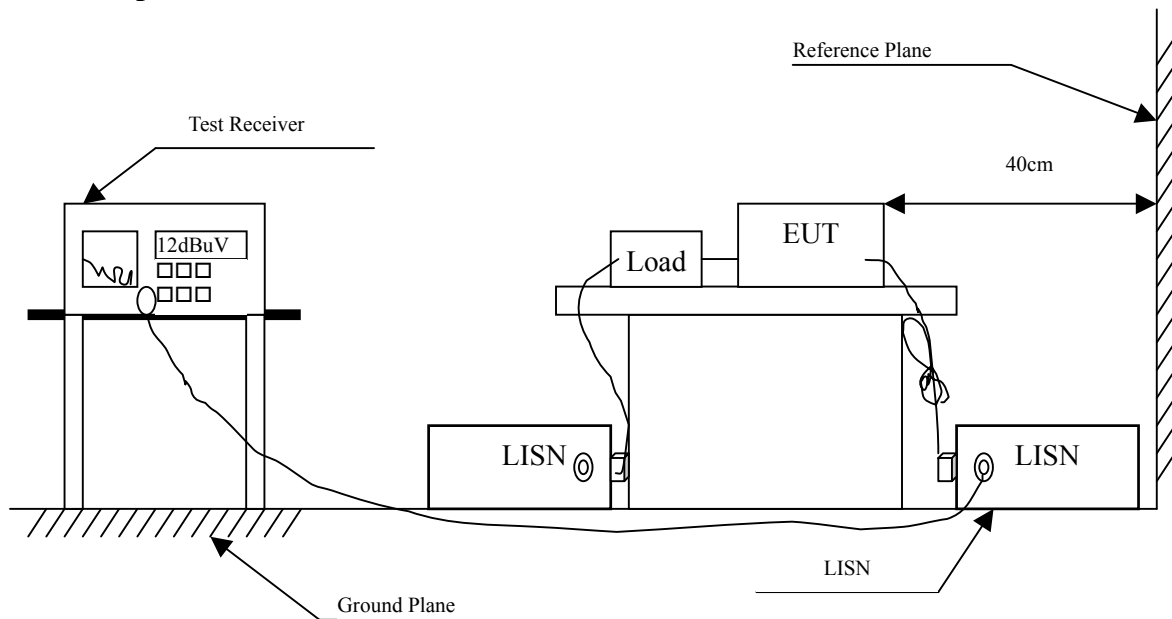 Reference Plane
Test Receiver
40cm
12dBuV
EUT
Load
LISN
LISN
LISN
Ground Plane